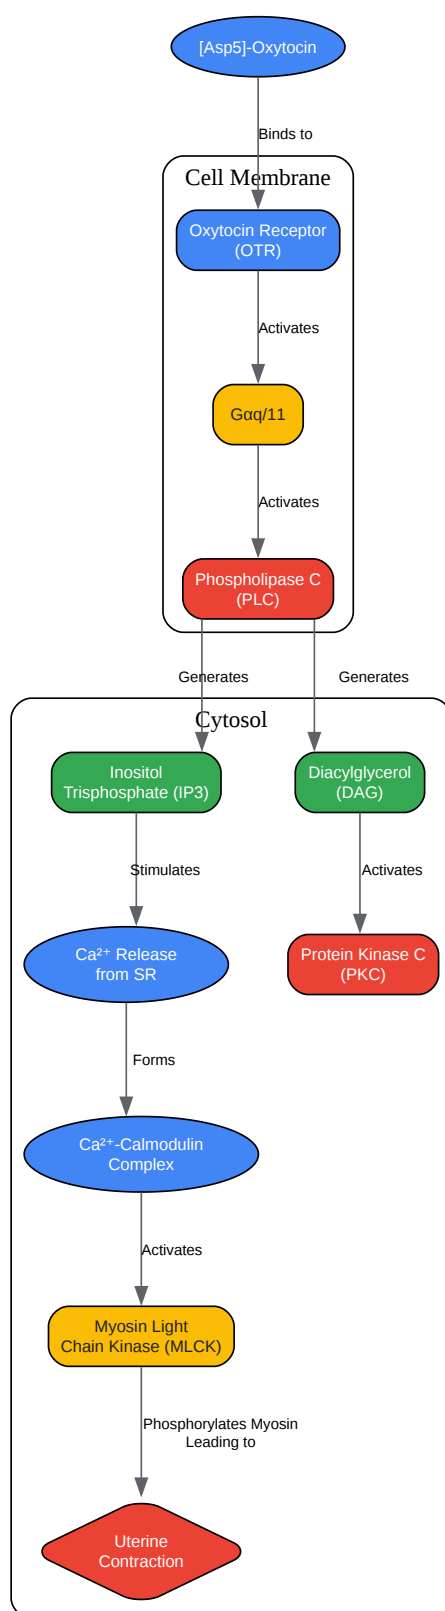 [Asp5]-Oxytocin
Binds to
Cell Membrane
Oxytocin Receptor
(OTR)
Activates
Gαq/11
Activates
Phospholipase C
(PLC)
Generates
Generates
Cytosol
Inositol
Trisphosphate (IP3)
Diacylglycerol
(DAG)
Stimulates
Activates
Ca²⁺ Release
from SR
Protein Kinase C
(PKC)
Forms
Ca²⁺-Calmodulin
Complex
Activates
Myosin Light
Chain Kinase (MLCK)
Phosphorylates Myosin
Leading to
Uterine
Contraction